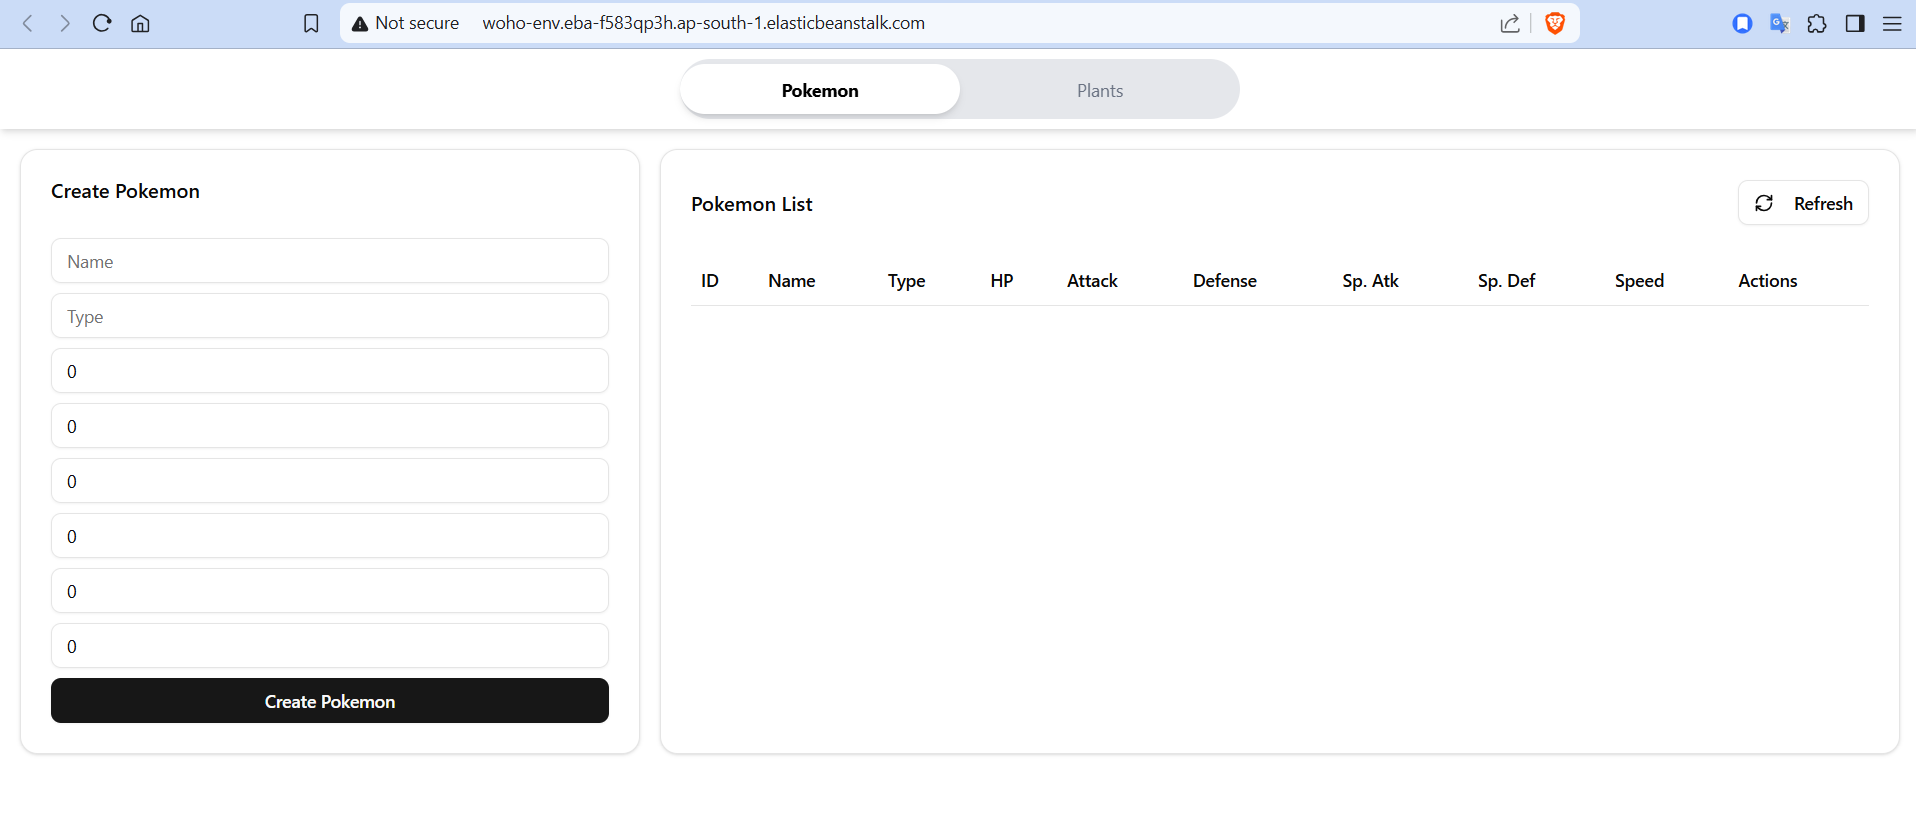 Not secure woho-env.eba-f583qp3h.ap-south-1.elasticbeanstalk.com
Pokemon Plants
Create Pokemon
Name
Type
0
0
0
0
0
0
Create Pokemon
Pokemon List
Refresh
ID Name Type HP Attack Defense Sp. Atk Sp. Def Speed Actions